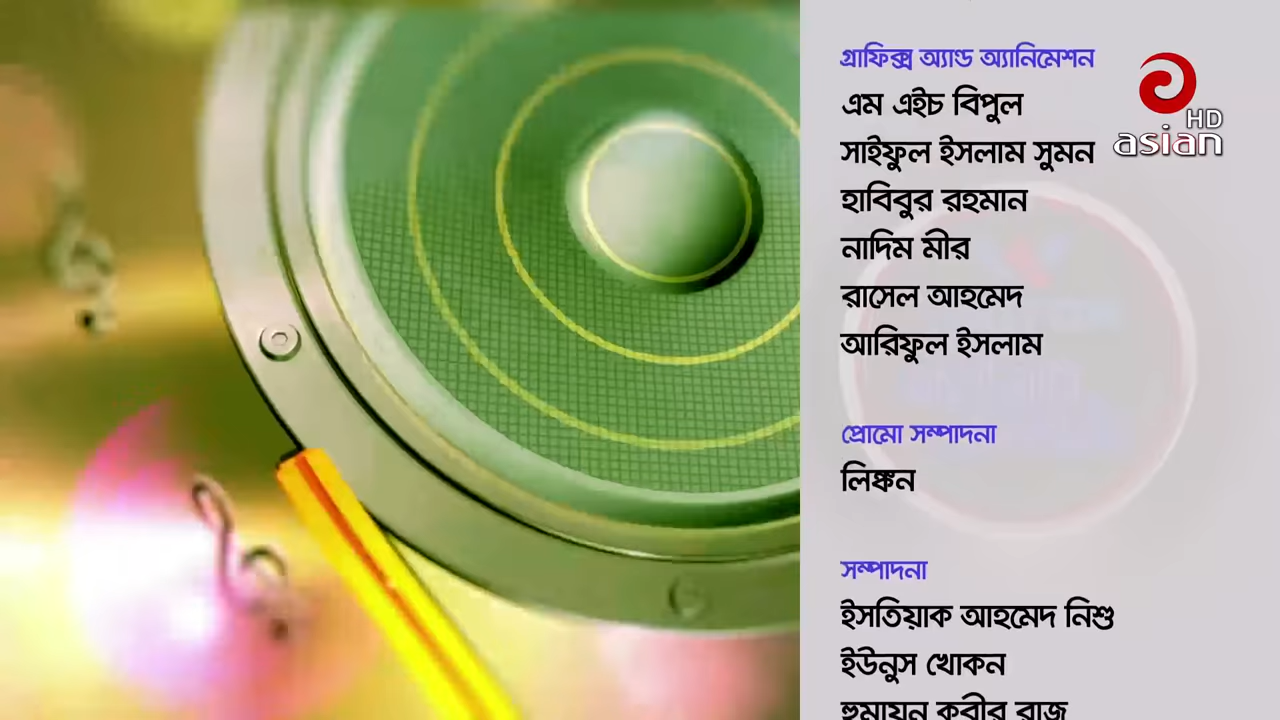 গ্রাফিক্স অ্যান্ড অ্যানিমেশন
এম এইচ বিপুল
সাইফুল ইসলাম সুমন
হাবিবুর রহমান
নাদিম মীর
রাসেল আহমেদ
আরিফুল ইসলাম
প্রোমো সম্পাদনা
লিঙ্কন
সম্পাদনা
ইসতিয়াক আহমেদ নিশু
ইউনুস খোকন
হুমায়ুন কবীর রাজ
HD
asian